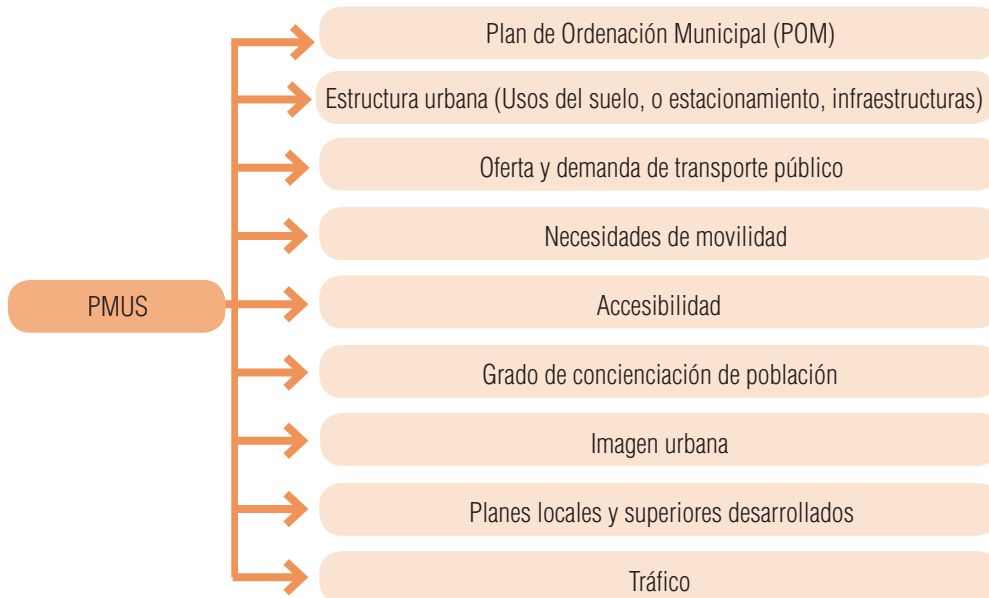 Plan de Ordenación Municipal (POM)
Estructura urbana (Usos del suelo, o estacionamiento, infraestructuras)
Oferta y demanda de transporte público
Necesidades de movilidad
PMUS
Accesibilidad
Grado de concienciación de población
Imagen urbana
Planes locales y superiores desarrollados
Tráfico